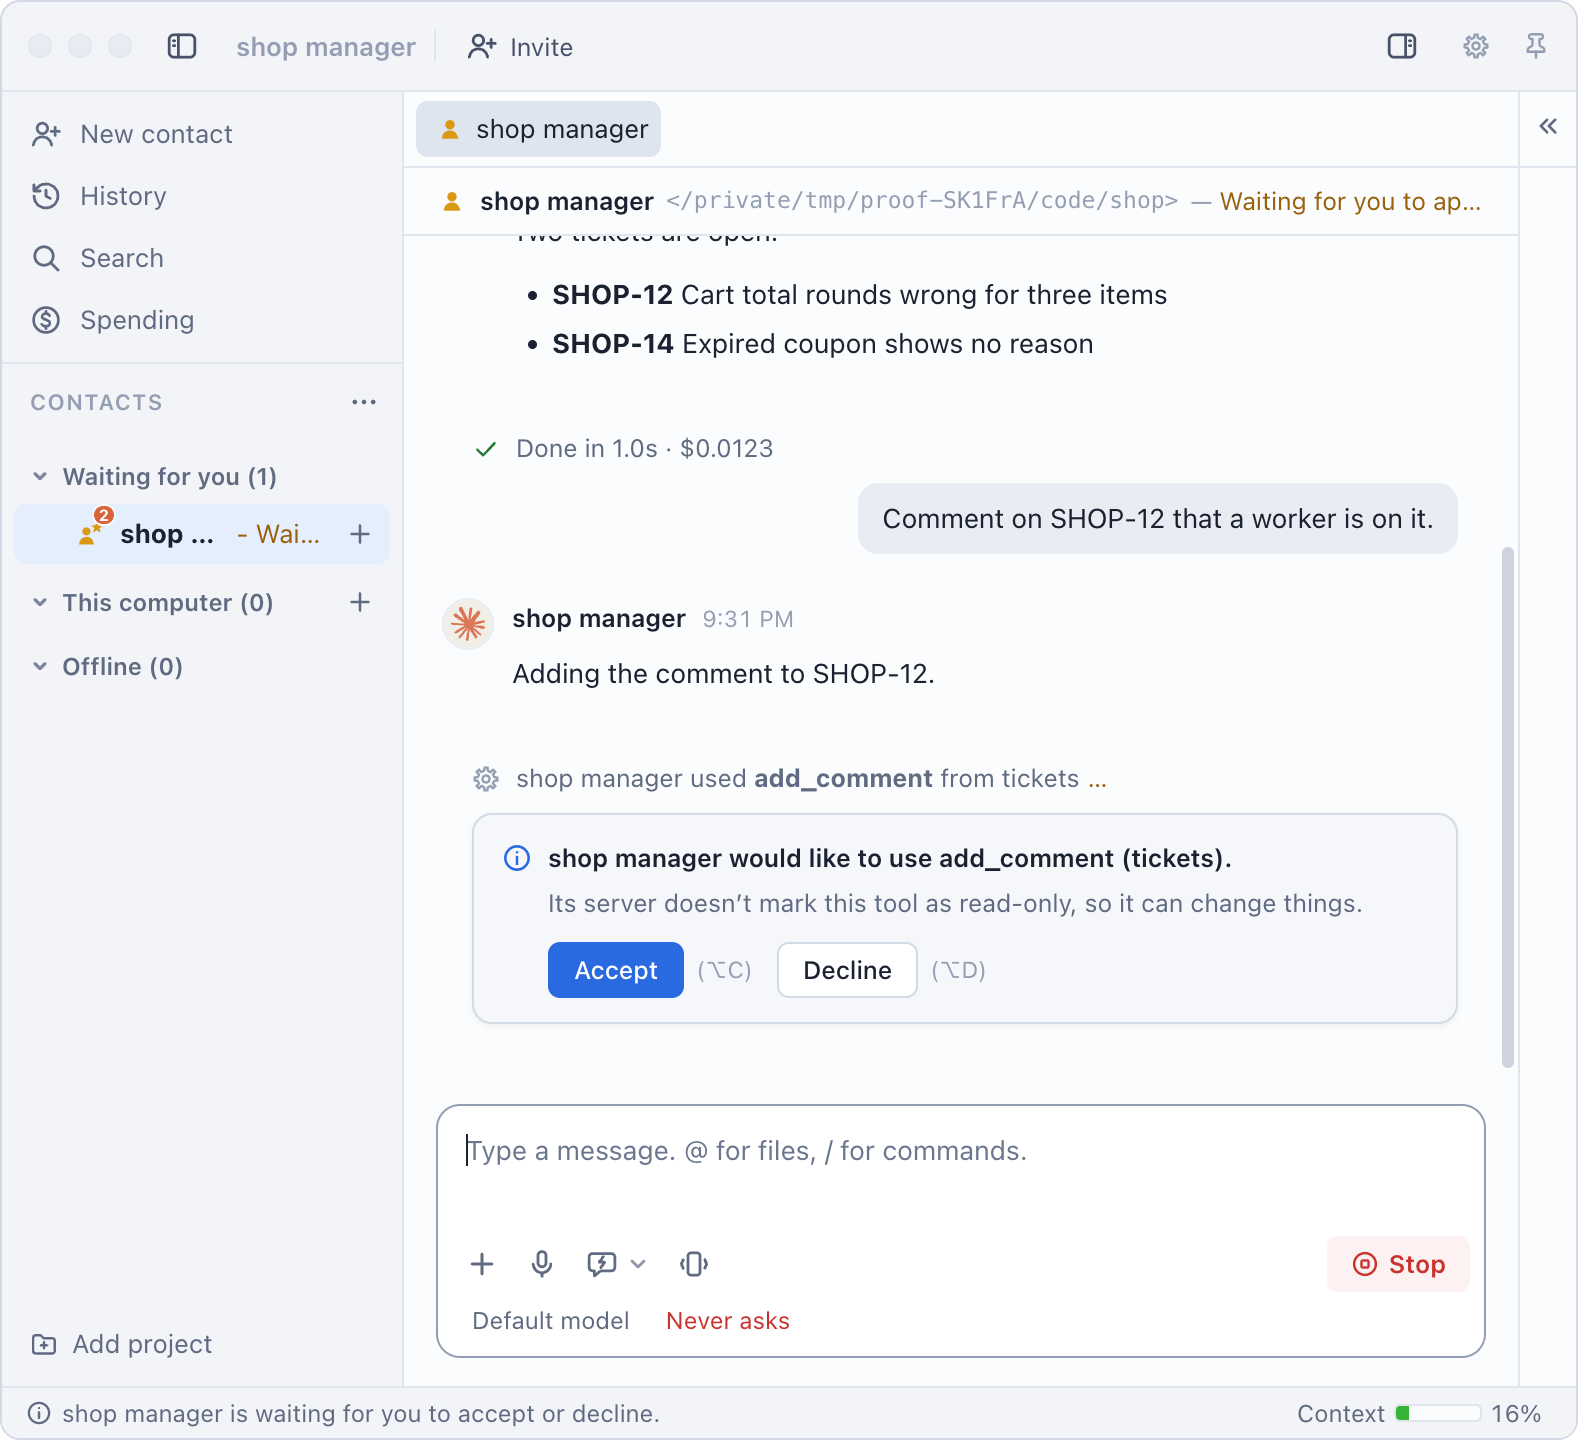 shop manager
Invite
New contact
History
Search
Spending
CONTACTS
Waiting for you (1)
2
shop ... - Wai...
This computer (0)
Offline (0)
Add project
shop manager
shop manager </private/tmp/proof-SK1FrA/code/shop> — Waiting for you to ap...
Two tickets are open:
• SHOP-12 Cart total rounds wrong for three items
• SHOP-14 Expired coupon shows no reason
Done in 1.0s · $0.0123
Comment on SHOP-12 that a worker is on it.
shop manager 9:31 PM
Adding the comment to SHOP-12.
shop manager used add_comment from tickets ...
shop manager would like to use add_comment (tickets).
Its server doesn’t mark this tool as read-only, so it can change things.
Accept (⌥C) Decline (⌥D)
Type a message. @ for files, / for commands.
Stop
Default model Never asks
shop manager is waiting for you to accept or decline.
Context 16%